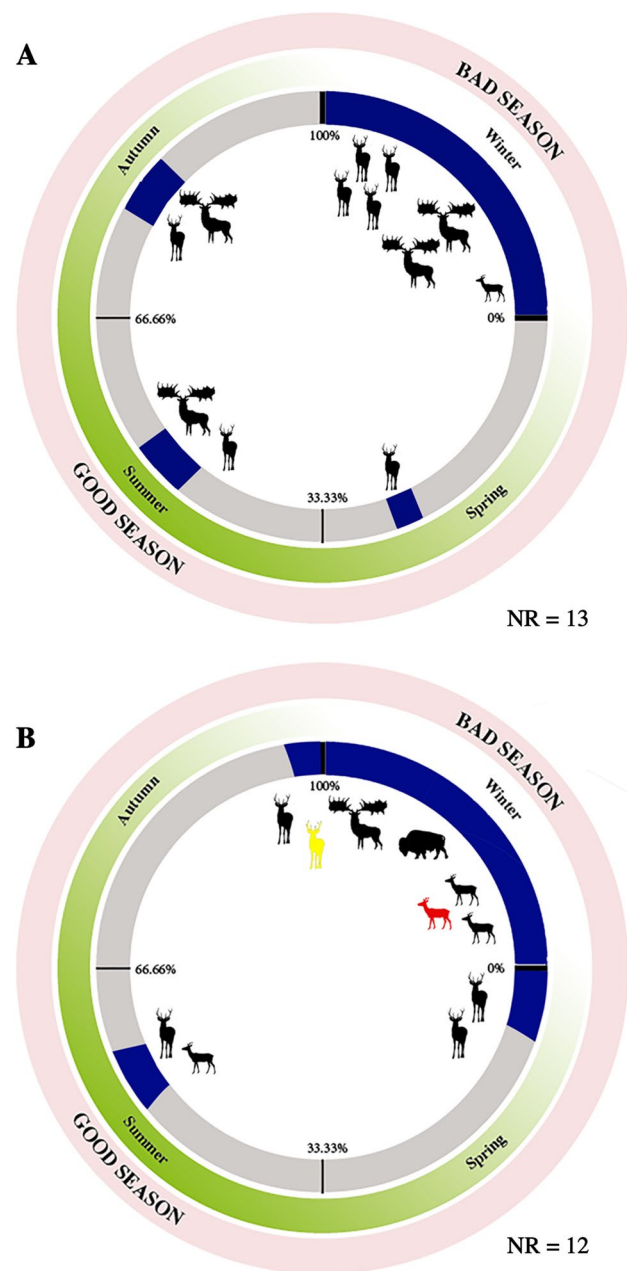 A
BAD SEASON
Autumn
Winter
100%
66.66%
0%
33.33%
Summer
Spring
GOOD SEASON
NR = 13
B
BAD SEASON
Autumn
Winter
100%
66.66%
0%
33.33%
Summer
Spring
GOOD SEASON
NR = 12